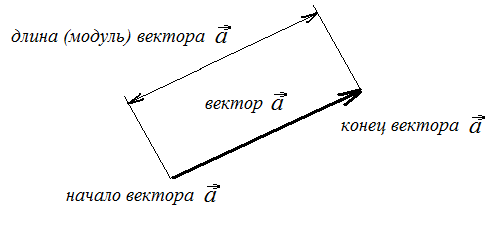 длина (модуль) вектора a⃗
вектор a⃗
конец вектора a⃗
начало вектора a⃗